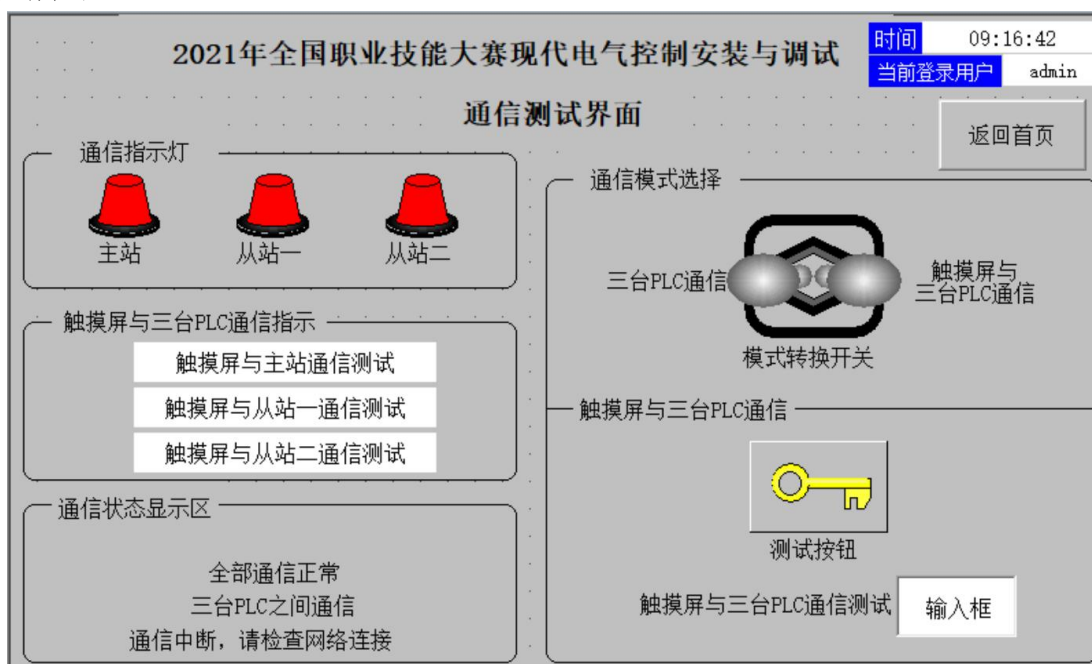 2021年全国职业技能大赛现代电气控制安装与调试
时间 09:16:42
当前登录用户 admin
通信测试界面
返回首页
通信指示灯
主站 从站一 从站二
触摸屏与三台PLC通信指示
触摸屏与主站通信测试
触摸屏与从站一通信测试
触摸屏与从站二通信测试
通信状态显示区
全部通信正常
三台PLC之间通信
通信中断，请检查网络连接
通信模式选择
三台PLC通信
触摸屏与
三台PLC通信
模式转换开关
触摸屏与三台PLC通信
测试按钮
触摸屏与三台PLC通信测试 输入框